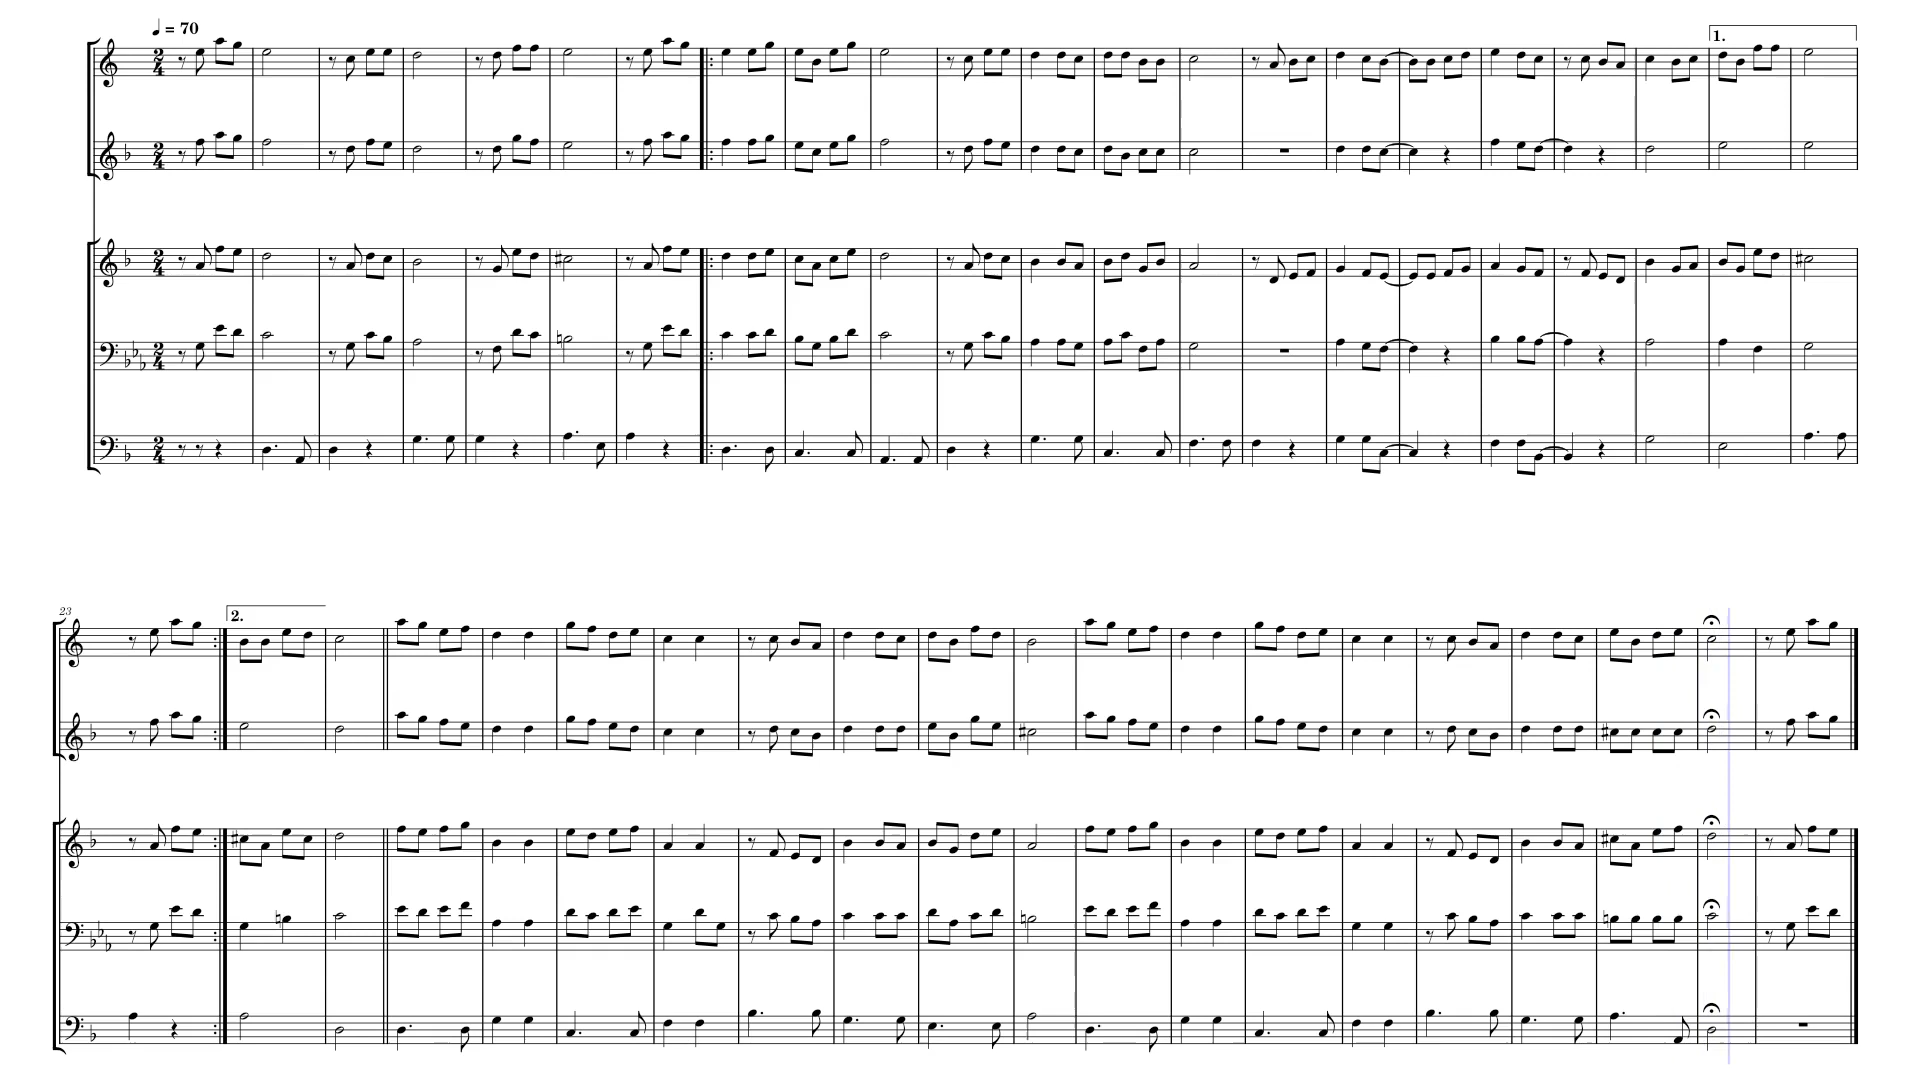 ♩ = 70
1.
23
2.